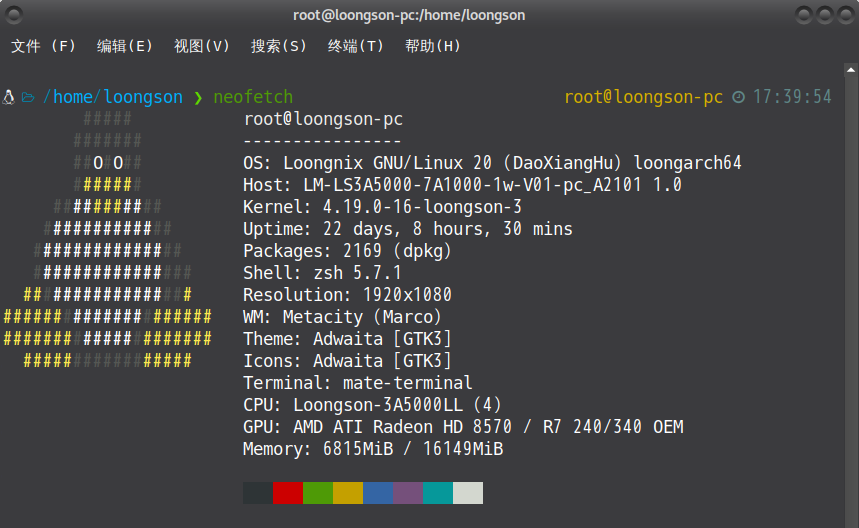 root@loongson-pc:/home/loongson
文件 (F) 编辑(E) 视图(V) 搜索(S) 终端(T) 帮助(H)
/home/loongson ❯ neofetch root@loongson-pc 17:39:54
##### root@loongson-pc
####### ----------------
##O#O## OS: Loongnix GNU/Linux 20 (DaoXiangHu) loongarch64
####### Host: LM-LS3A5000-7A1000-1w-V01-pc_A2101 1.0
########### Kernel: 4.19.0-16-loongson-3
############# Uptime: 22 days, 8 hours, 30 mins
############### Packages: 2169 (dpkg)
################ Shell: zsh 5.7.1
################# Resolution: 1920x1080
##################### WM: Metacity (Marco)
##################### Theme: Adwaita [GTK3]
################# Icons: Adwaita [GTK3]
Terminal: mate-terminal
CPU: Loongson-3A5000LL (4)
GPU: AMD ATI Radeon HD 8570 / R7 240/340 OEM
Memory: 6815MiB / 16149MiB